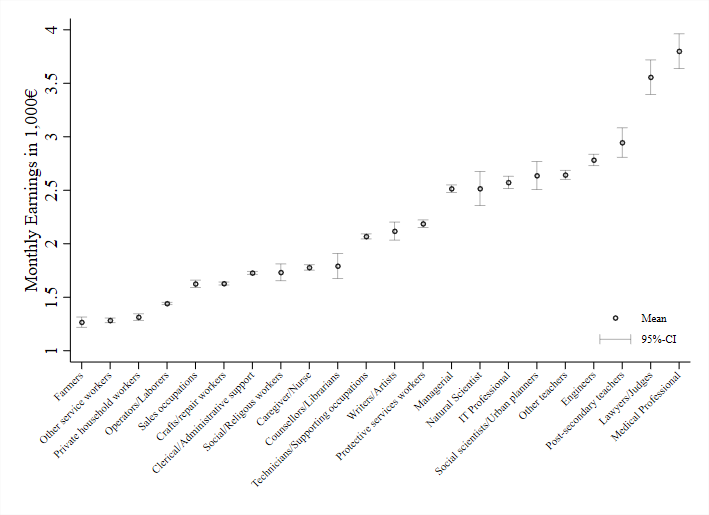 Monthly Earnings in 1,000€
4
3.5
3
2.5
2
1.5
1
Mean
95%-CI
Farmers
Other service workers
Private household workers
Operators/Laborers
Sales occupations
Crafts/repair workers
Clerical/Administrative support
Social/Religious workers
Caregiver/Nurse
Counsellors/Librarians
Technicians/Supporting occupations
Writers/Artists
Protective services workers
Managerial
Natural Scientist
IT Professional
Social scientists/Urban planners
Other teachers
Engineers
Post-secondary teachers
Lawyers/Judges
Medical Professional